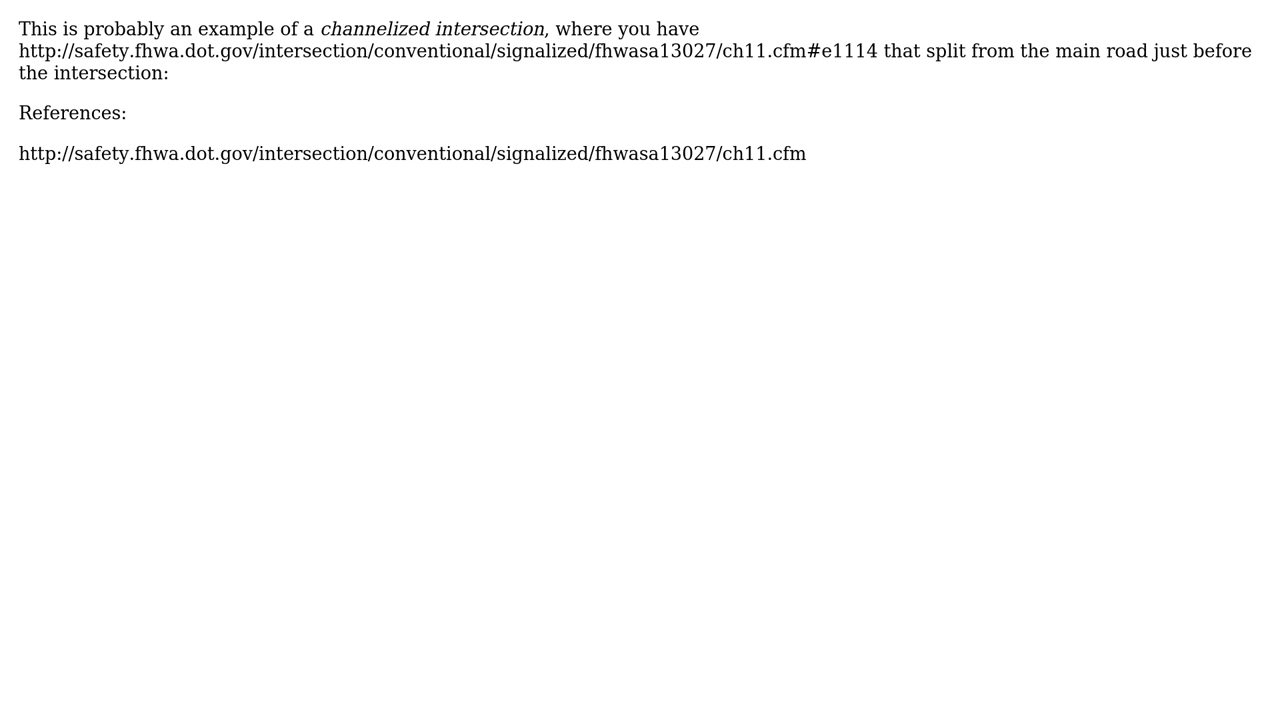 This is probably an example of a channelized intersection, where you have
http://safety.fhwa.dot.gov/intersection/conventional/signalized/fhwasa13027/ch11.cfm#e1114 that split from the main road just before
the intersection:
References:
http://safety.fhwa.dot.gov/intersection/conventional/signalized/fhwasa13027/ch11.cfm